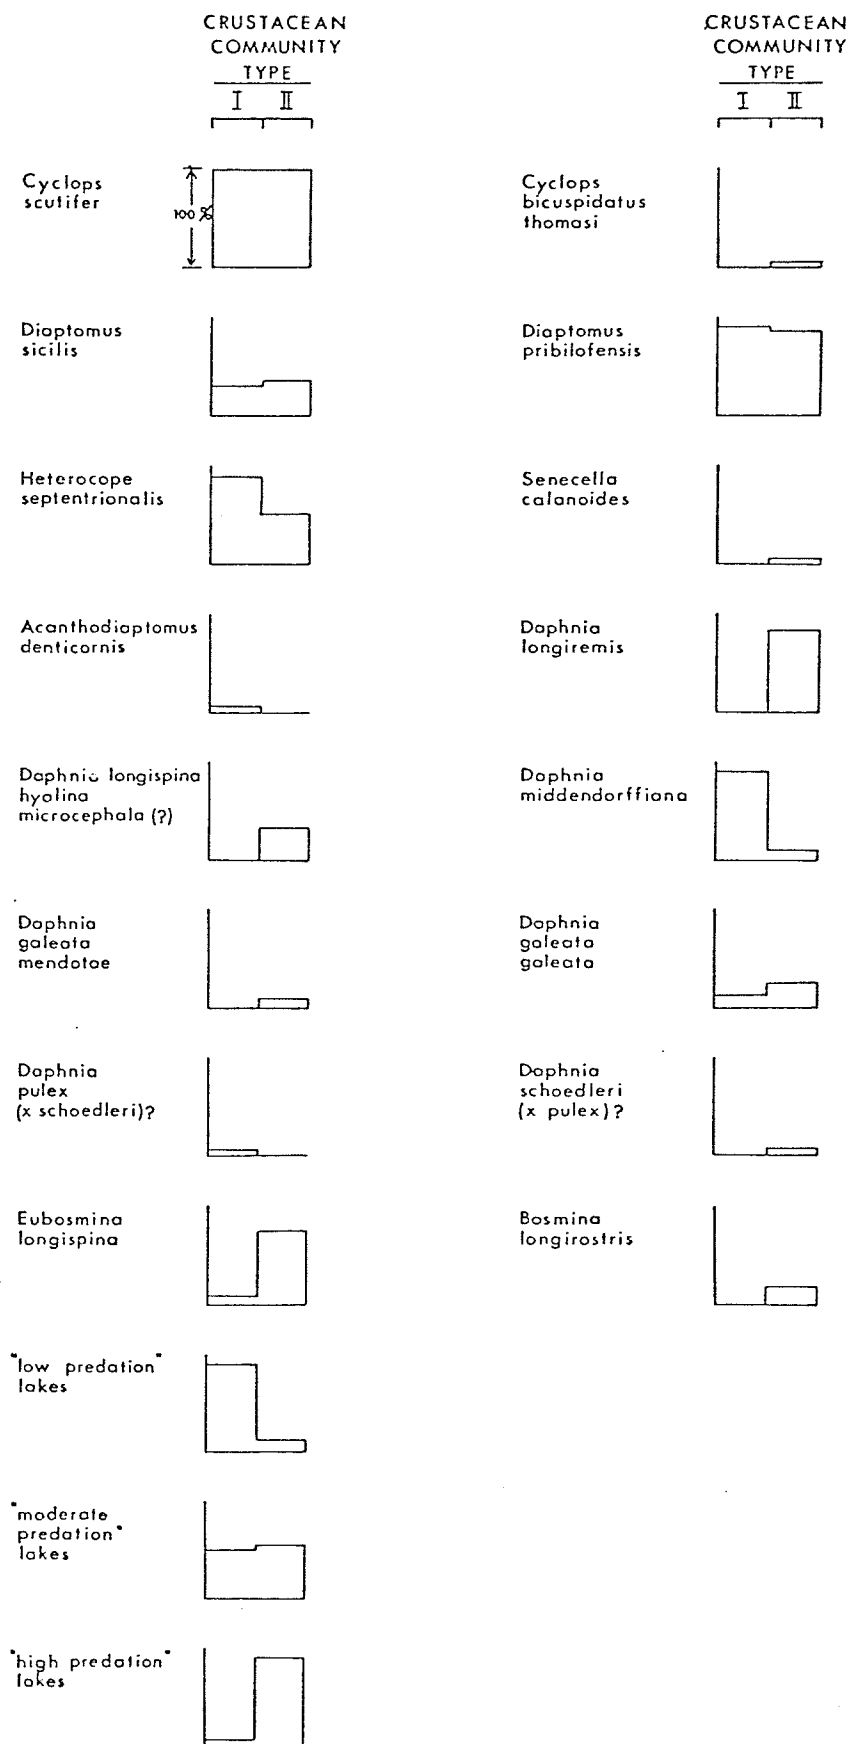 CRUSTACEAN
COMMUNITY
TYPE
I II
Cyclops
scutifer
100 %
Diaptomus
sicilis
Heterocope
septentrionalis
Acanthodiaptomus
denticornis
Daphnia longispina
hyalina
microcephala (?)
Daphnia
galeata
mendotae
Daphnia
pulex
(x schoedleri)?
Eubosmina
longispina
"low predation"
lakes
"moderate
predation"
lakes
"high predation"
lakes
CRUSTACEAN
COMMUNITY
TYPE
I II
Cyclops
bicuspidatus
thomasi
Diaptomus
pribilofensis
Senecella
calanoides
Daphnia
longiremis
Daphnia
middendorffiana
Daphnia
galeata
galeata
Daphnia
schoedleri
(x pulex)?
Bosmina
longirostris